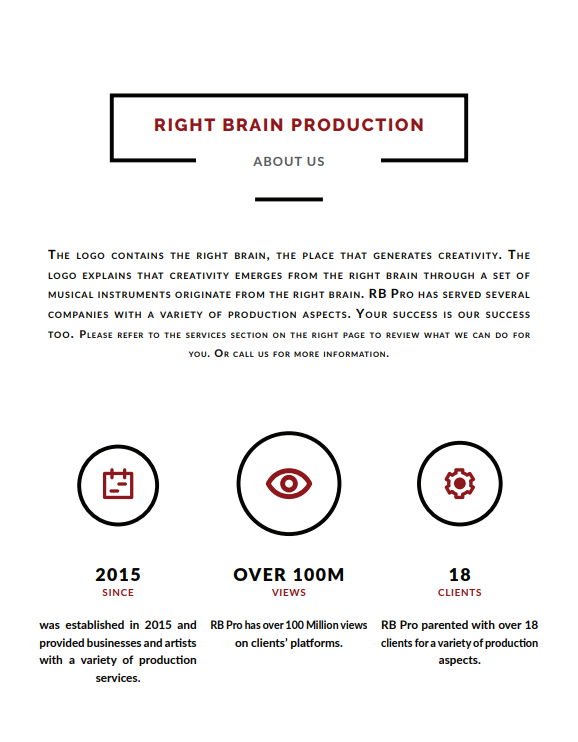 RIGHT BRAIN PRODUCTION
ABOUT US
The logo contains the right brain, the place that generates creativity. The
logo explains that creativity emerges from the right brain through a set of
musical instruments originate from the right brain. RB Pro has served several
companies with a variety of production aspects. Your success is our success
too. Please refer to the services section on the right page to review what we can do for
you. Or call us for more information.
2015
SINCE
was established in 2015 and
provided businesses and artists
with a variety of production
services.
OVER 100M
VIEWS
RB Pro has over 100 Million views
on clients’ platforms.
18
CLIENTS
RB Pro parented with over 18
clients for a variety of production
aspects.